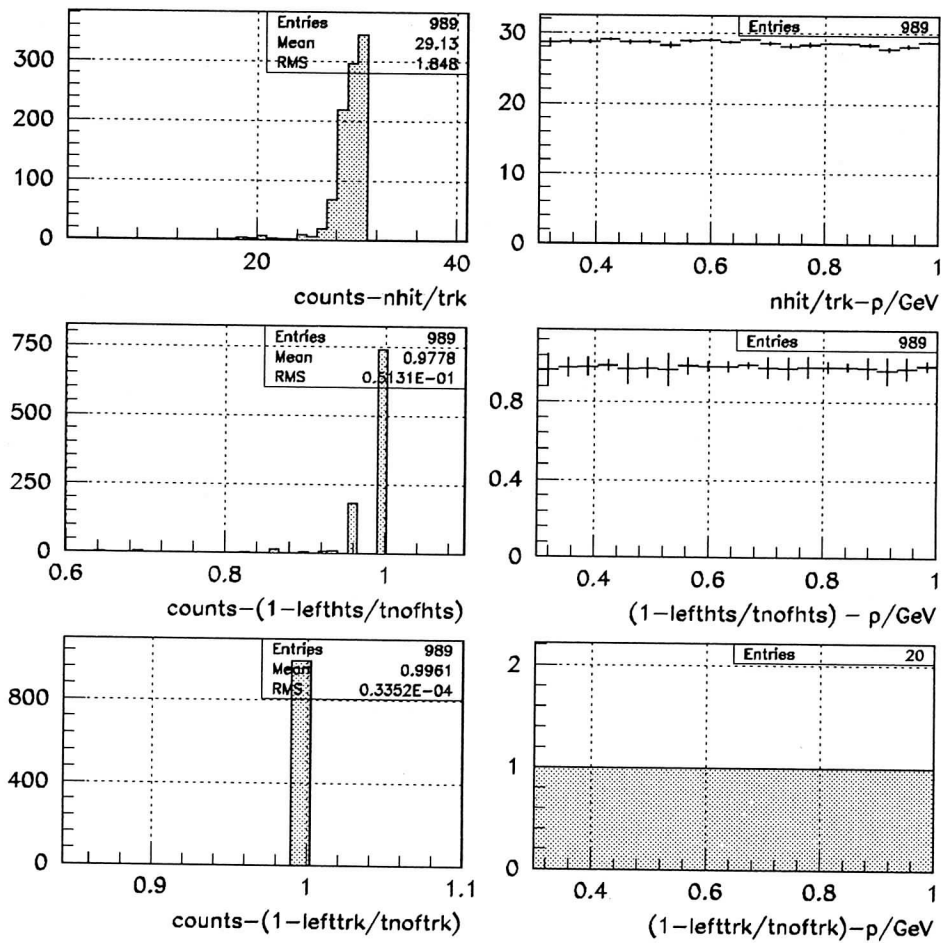 Entries 989
Mean 29.13
RMS 1.848
300
200
100
0
20 40
counts-nhit/trk
Entries 989
30
20
10
0
0.4 0.6 0.8 1
nhit/trk-p/GeV
Entries 989
Mean 0.9778
RMS 0.5131E-01
750
500
250
0
0.6 0.8 1
counts-(1-lefthts/tnofhts)
Entries 989
0.8
0.4
0
0.4 0.6 0.8 1
(1-lefthts/tnofhts) - p/GeV
Entries 989
Mean 0.9961
RMS 0.3352E-04
800
400
0
0.9 1 1.1
counts-(1-lefttrk/tnoftrk)
Entries 20
2
1
0
0.4 0.6 0.8 1
(1-lefttrk/tnoftrk)-p/GeV